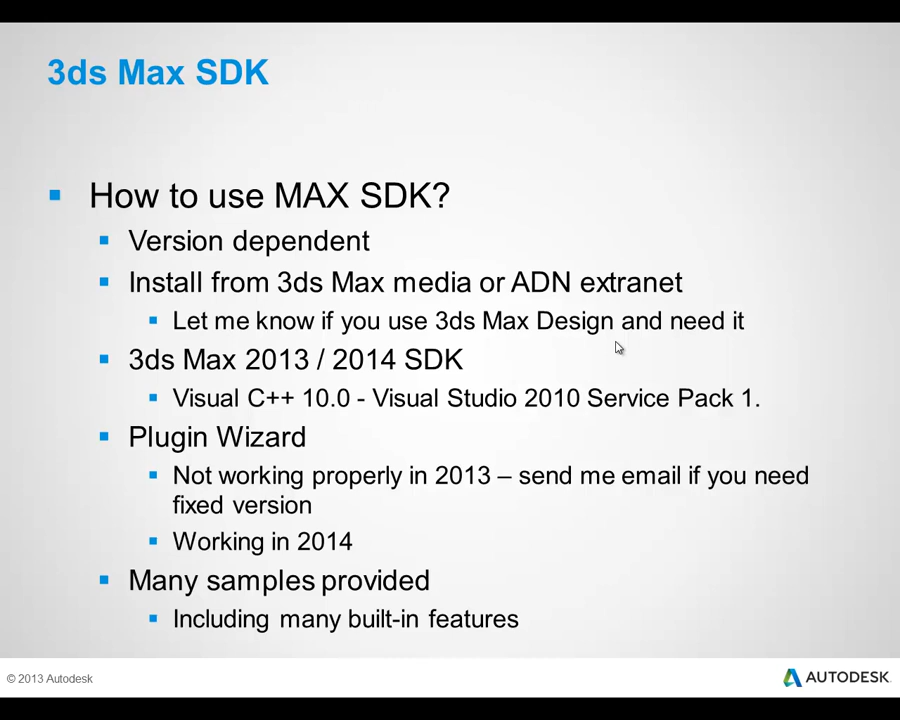 3ds Max SDK
How to use MAX SDK?
Version dependent
Install from 3ds Max media or ADN extranet
Let me know if you use 3ds Max Design and need it
3ds Max 2013 / 2014 SDK
Visual C++ 10.0 - Visual Studio 2010 Service Pack 1.
Plugin Wizard
Not working properly in 2013 – send me email if you need
fixed version
Working in 2014
Many samples provided
Including many built-in features
© 2013 Autodesk
AUTODESK.